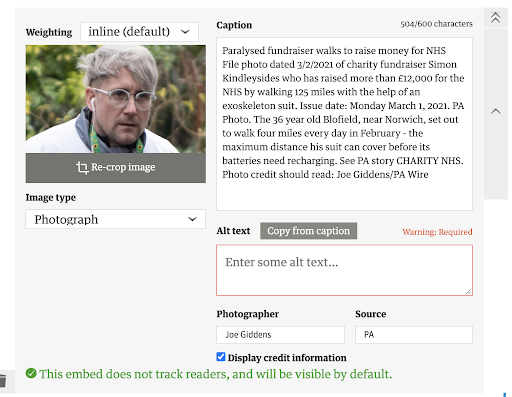 Weighting
inline (default)
Re-crop image
Image type
Photograph
Caption
504/600 characters
Paralysed fundraiser walks to raise money for NHS
File photo dated 3/2/2021 of charity fundraiser Simon
Kindleysides who has raised more than £12,000 for the
NHS by walking 125 miles with the help of an
exoskeleton suit. Issue date: Monday March 1, 2021. PA
Photo. The 36 year old Blofield, near Norwich, set out
to walk four miles every day in February - the
maximum distance his suit can cover before its
batteries need recharging. See PA story CHARITY NHS.
Photo credit should read: Joe Giddens/PA Wire
Alt text
Copy from caption
Warning: Required
Enter some alt text...
Photographer
Source
Joe Giddens
PA
Display credit information
This embed does not track readers, and will be visible by default.